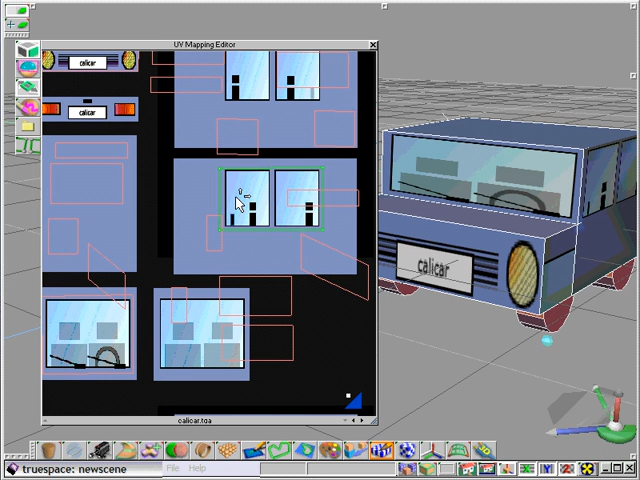 UV Mapping Editor
calicar
calicar
calicar
calicar.tga
truespace: newscene
File Help